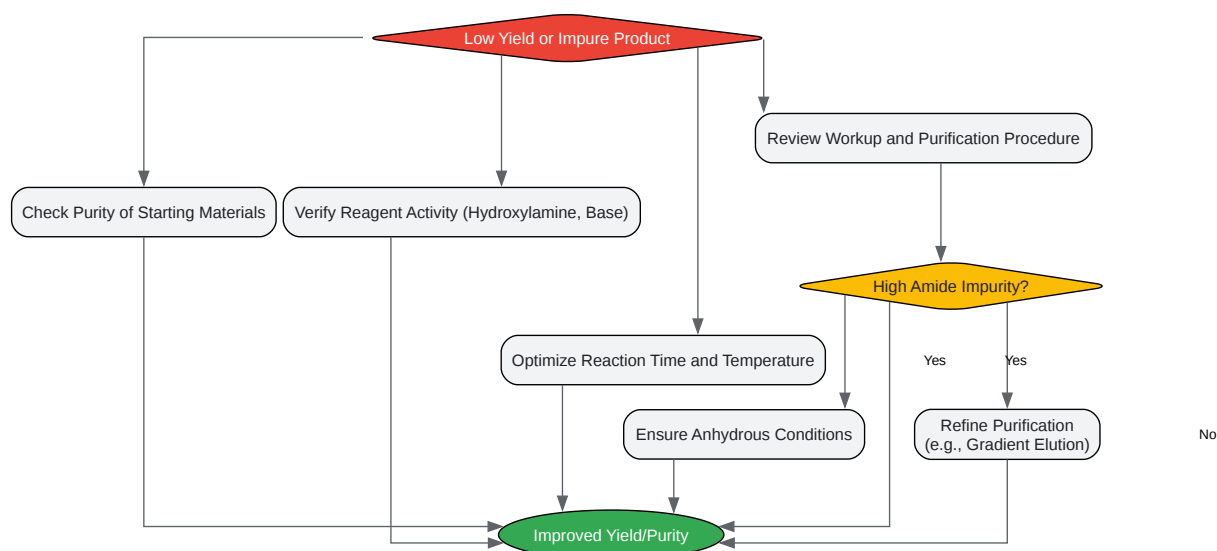 Low Yield or Impure Product
Review Workup and Purification Procedure
Check Purity of Starting Materials
Verify Reagent Activity (Hydroxylamine, Base)
High Amide Impurity?
Optimize Reaction Time and Temperature
Yes
Yes
Ensure Anhydrous Conditions
Refine Purification
(e.g., Gradient Elution)
No
Improved Yield/Purity